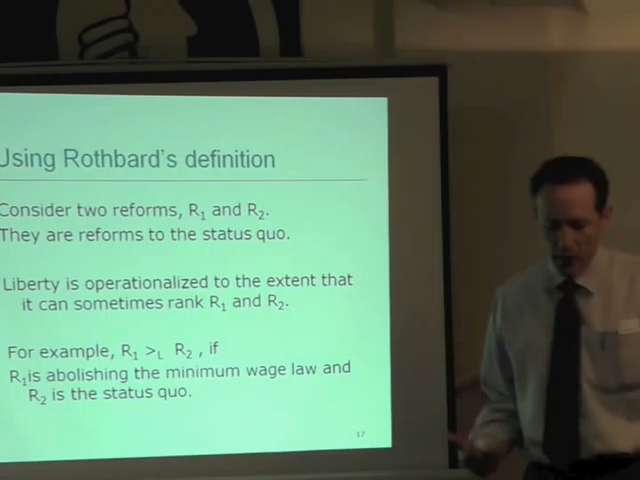 Using Rothbard's definition
Consider two reforms, R₁ and R₂.
They are reforms to the status quo.
Liberty is operationalized to the extent that
it can sometimes rank R₁ and R₂.
For example, R₁ >L R₂ , if
R₁is abolishing the minimum wage law and
R₂ is the status quo.
17